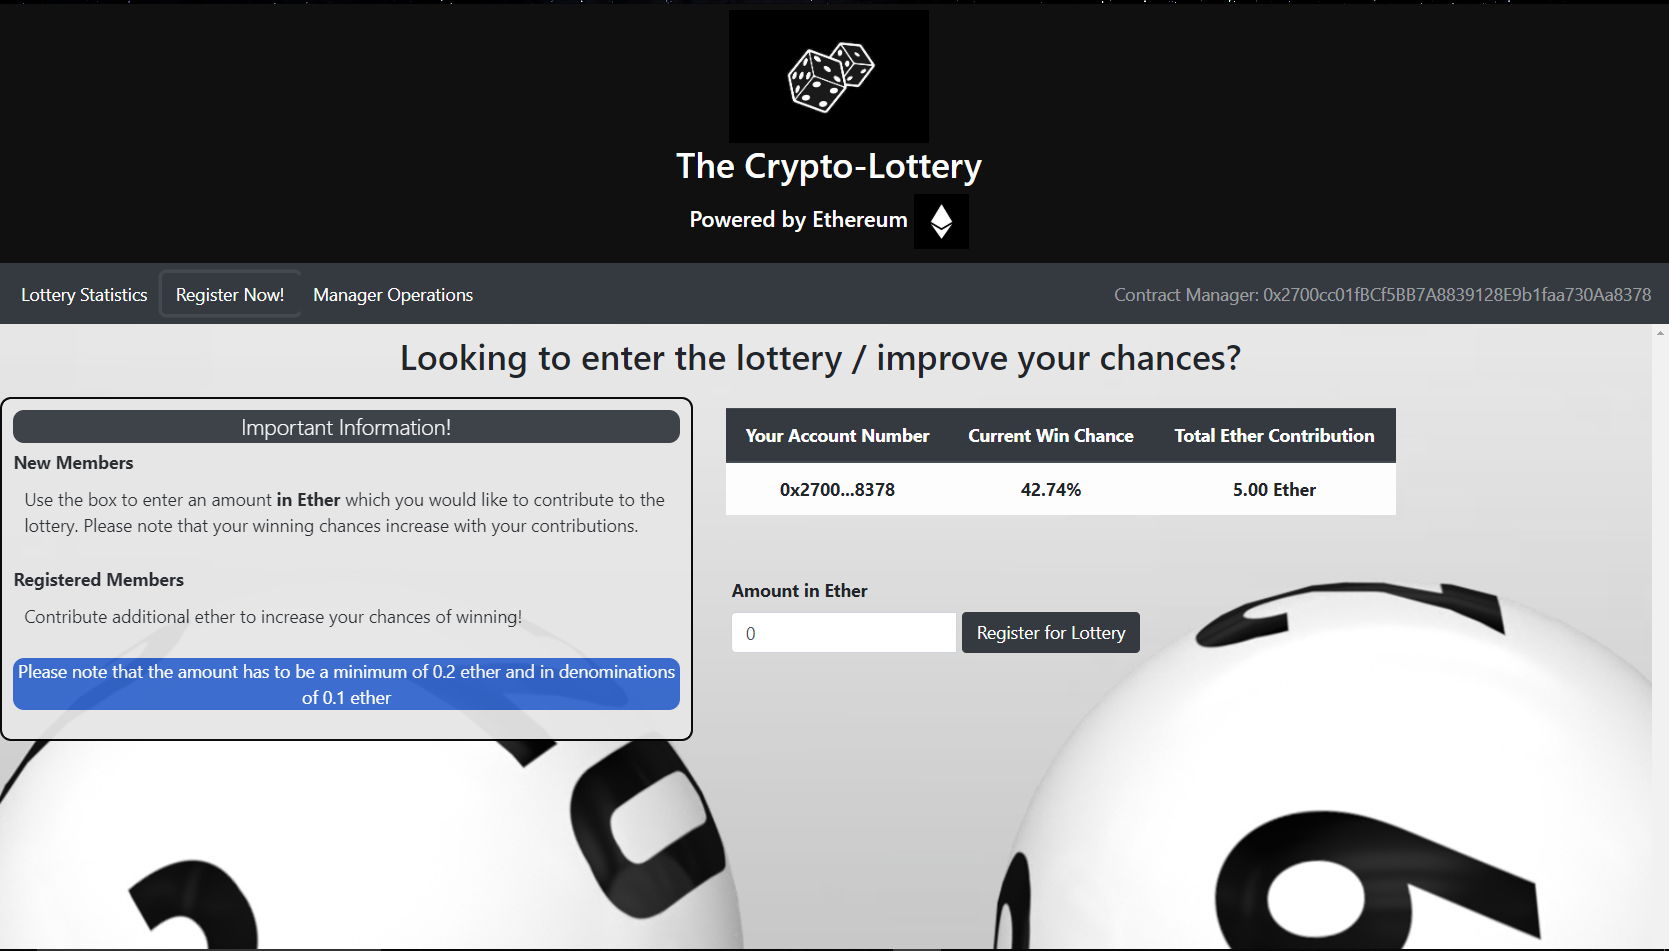 The Crypto-Lottery
Powered by Ethereum
Lottery Statistics
Register Now!
Manager Operations
Contract Manager: 0x2700cc01fBCf5BB7A8839128E9b1faa730Aa8378
Looking to enter the lottery / improve your chances?
Important Information!
New Members
Use the box to enter an amount in Ether which you would like to contribute to the
lottery. Please note that your winning chances increase with your contributions.
Registered Members
Contribute additional ether to increase your chances of winning!
Please note that the amount has to be a minimum of 0.2 ether and in denominations
of 0.1 ether
Your Account Number
Current Win Chance
Total Ether Contribution
0x2700...8378
42.74%
5.00 Ether
Amount in Ether
0
Register for Lottery